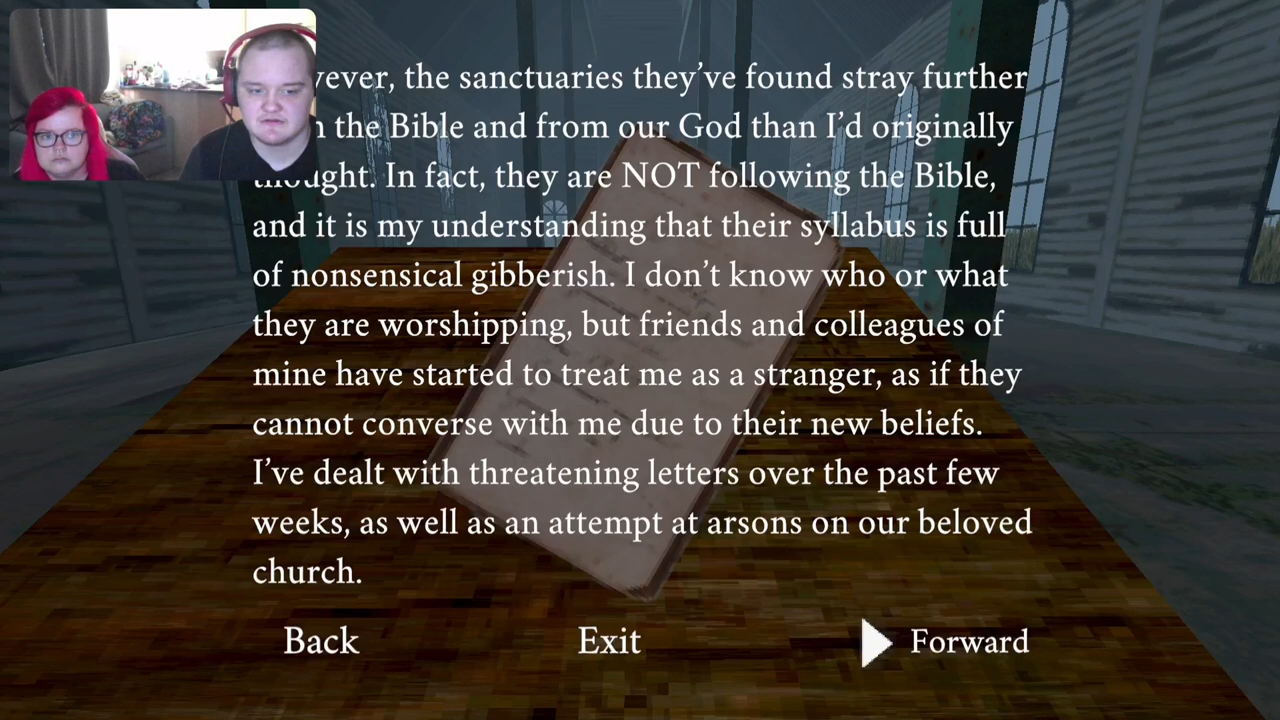 the sanctuaries they've found stray further
the Bible and from our God than I'd originally
thought. In fact, they are NOT following the Bible,
and it is my understanding that their syllabus is full
of nonsensical gibberish. I don't know who or what
they are worshipping, but friends and colleagues of
mine have started to treat me as a stranger, as if they
cannot converse with me due to their new beliefs.
I've dealt with threatening letters over the past few
weeks, as well as an attempt at arsons on our beloved
church.
Back Exit Forward